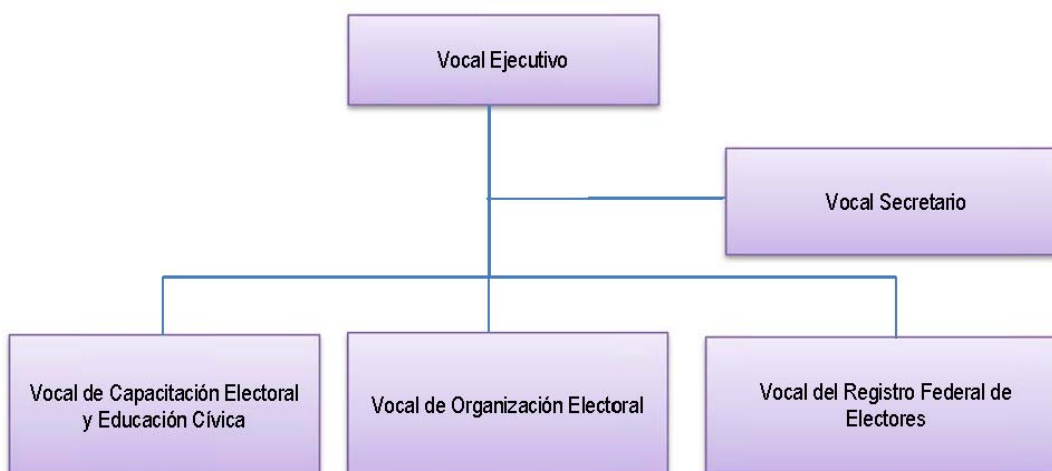 Vocal Ejecutivo
Vocal Secretario
Vocal de Capacitación Electoral
y Educación Cívica
Vocal de Organización Electoral
Vocal del Registro Federal de
Electores